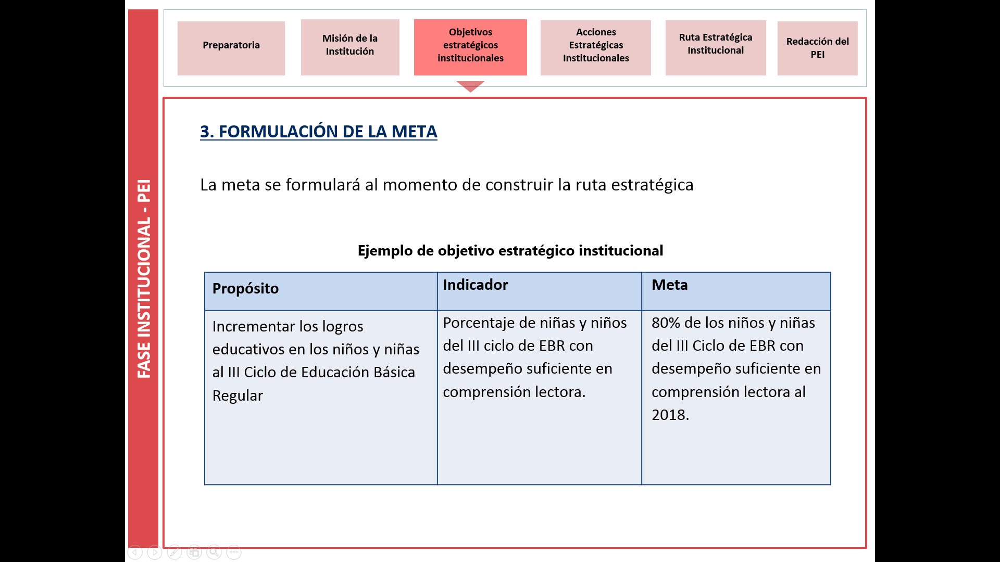 Preparatoria
Misión de la
Institución
Objetivos
estratégicos
institucionales
Acciones
Estratégicas
Institucionales
Ruta Estratégica
Institucional
Redacción del
PEI
FASE INSTITUCIONAL - PEI
3. FORMULACIÓN DE LA META
La meta se formulará al momento de construir la ruta estratégica
Ejemplo de objetivo estratégico institucional
Propósito
Indicador
Meta
Incrementar los logros
educativos en los niños y niñas
al III Ciclo de Educación Básica
Regular
Porcentaje de niñas y niños
del III ciclo de EBR con
desempeño suficiente en
comprensión lectora.
80% de los niños y niñas
del III Ciclo de EBR con
desempeño suficiente en
comprensión lectora al
2018.